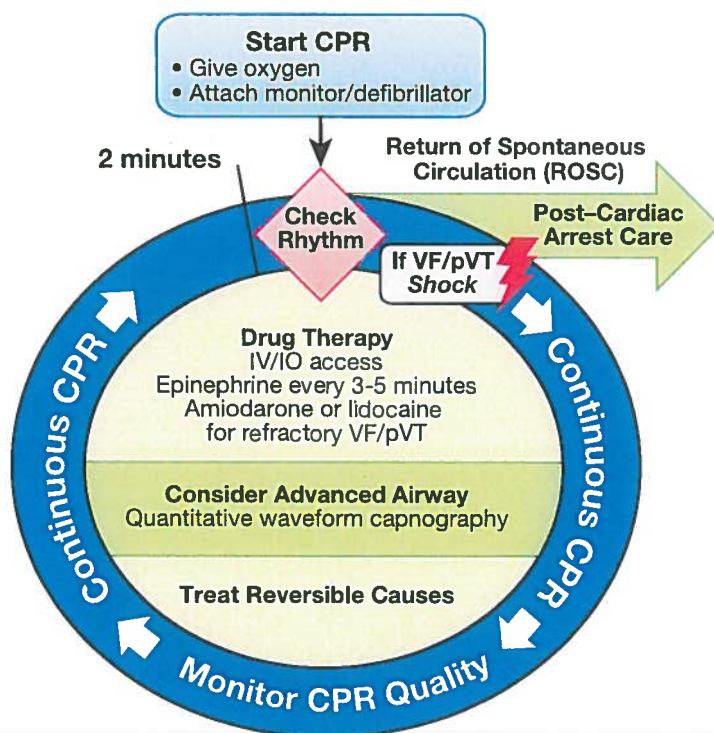 Start CPR
• Give oxygen
• Attach monitor/defibrillator
2 minutes
Return of Spontaneous
Circulation (ROSC)
Check
Rhythm
Post–Cardiac
Arrest Care
If VF/pVT
Shock
Drug Therapy
IV/IO access
Epinephrine every 3-5 minutes
Amiodarone or lidocaine
for refractory VF/pVT
Consider Advanced Airway
Quantitative waveform capnography
Treat Reversible Causes
Continuous CPR
Continuous CPR
Monitor CPR Quality